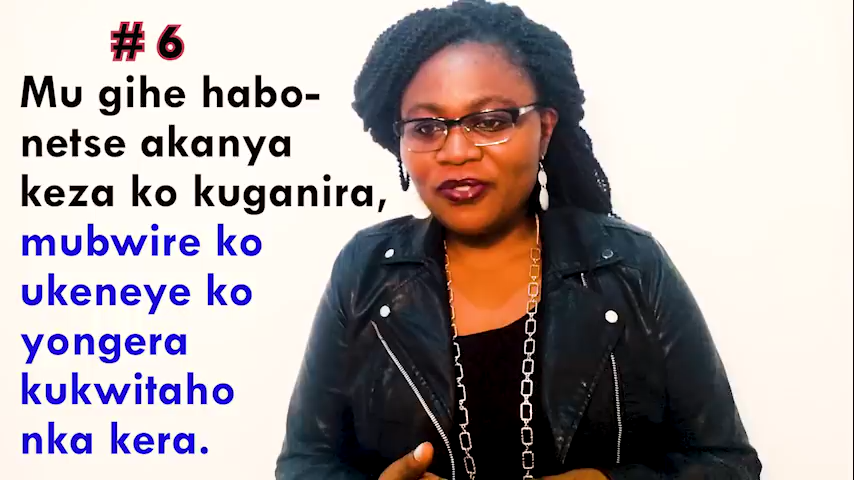 # 6
Mu gihe habo-
netse akanya
keza ko kuganira,
mubwire ko
ukeneye ko
yongera
kukwitaho
nka kera.